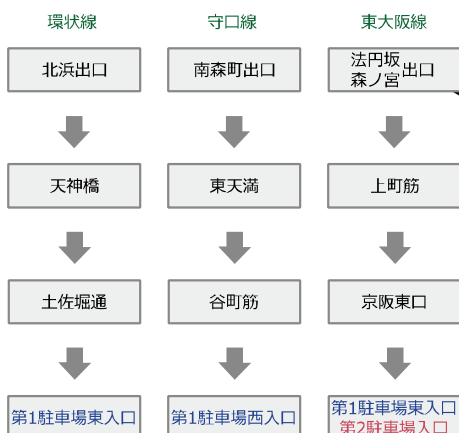 環状線
北浜出口
天神橋
土佐堀通
第1駐車場東入口
守口線
南森町出口
東天満
谷町筋
第1駐車場西入口
東大阪線
法円坂
森ノ宮出口
上町筋
京阪東口
第1駐車場東入口
第2駐車場入口